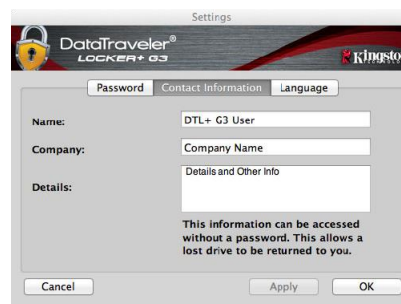 Settings
DataTraveler®
LOCKER+ G3
Kingsto
Password Contact Information Language
Name: DTL+ G3 User
Company: Company Name
Details: Details and Other Info
This information can be accessed
without a password. This allows a
lost drive to be returned to you.
Cancel Apply OK